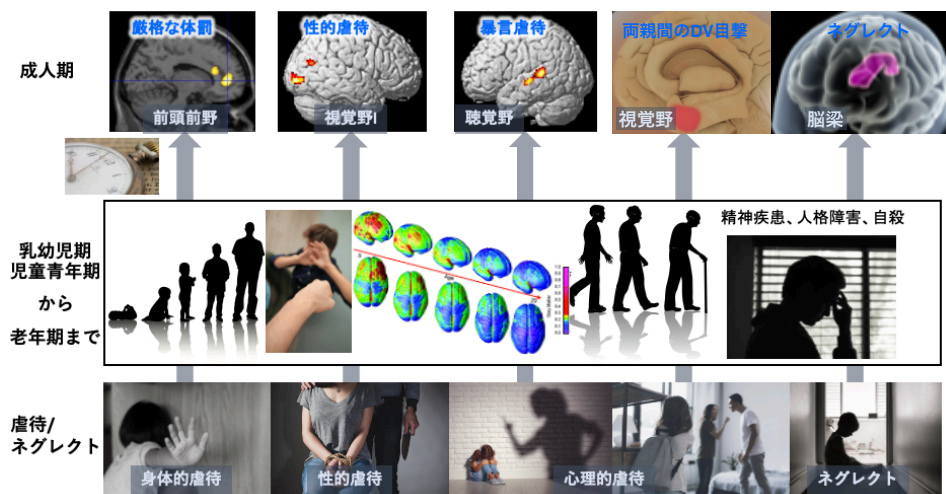 厳格な体罰
性的虐待
暴言虐待
両親間のDV目撃
ネグレクト
成人期
前頭前野
視覚野I
聴覚野
視覚野
脳梁
乳幼児期
児童青年期
から
老年期まで
精神疾患、人格障害、自殺
虐待/
ネグレクト
身体的虐待
性的虐待
心理的虐待
ネグレクト